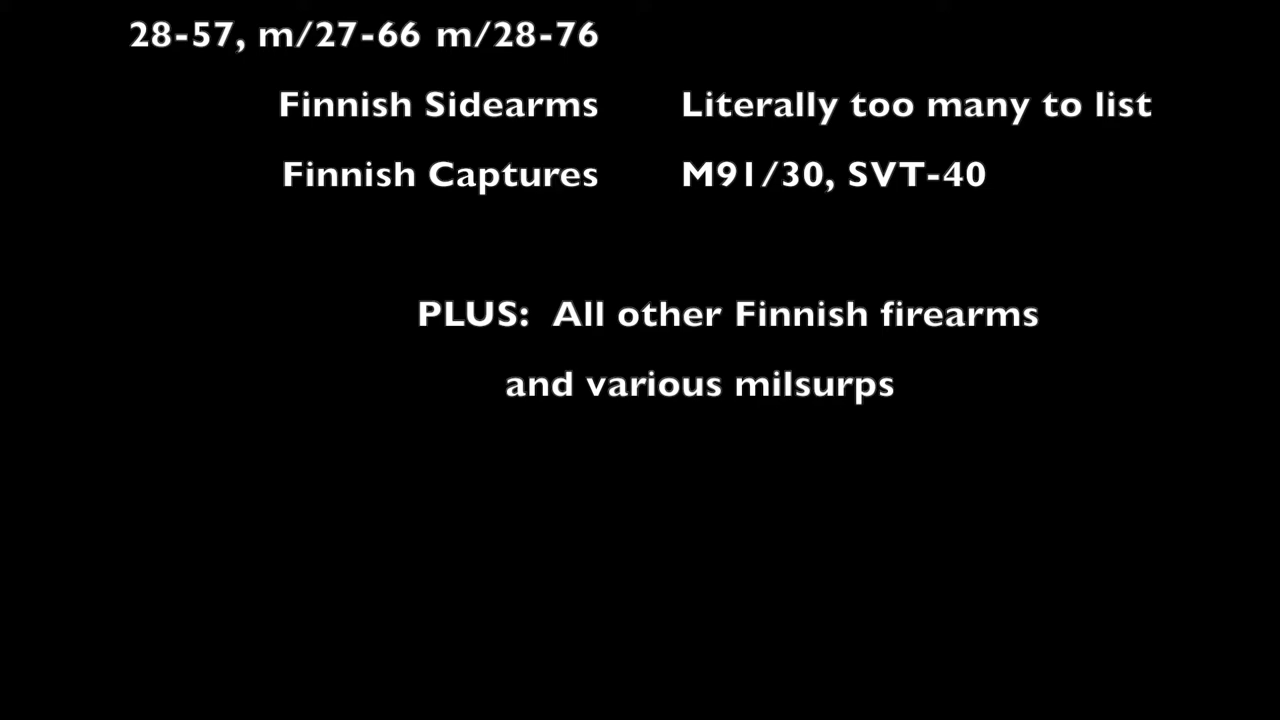 28-57, m/27-66 m/28-76
Finnish Sidearms Literally too many to list
Finnish Captures M91/30, SVT-40
PLUS: All other Finnish firearms
and various milsurps